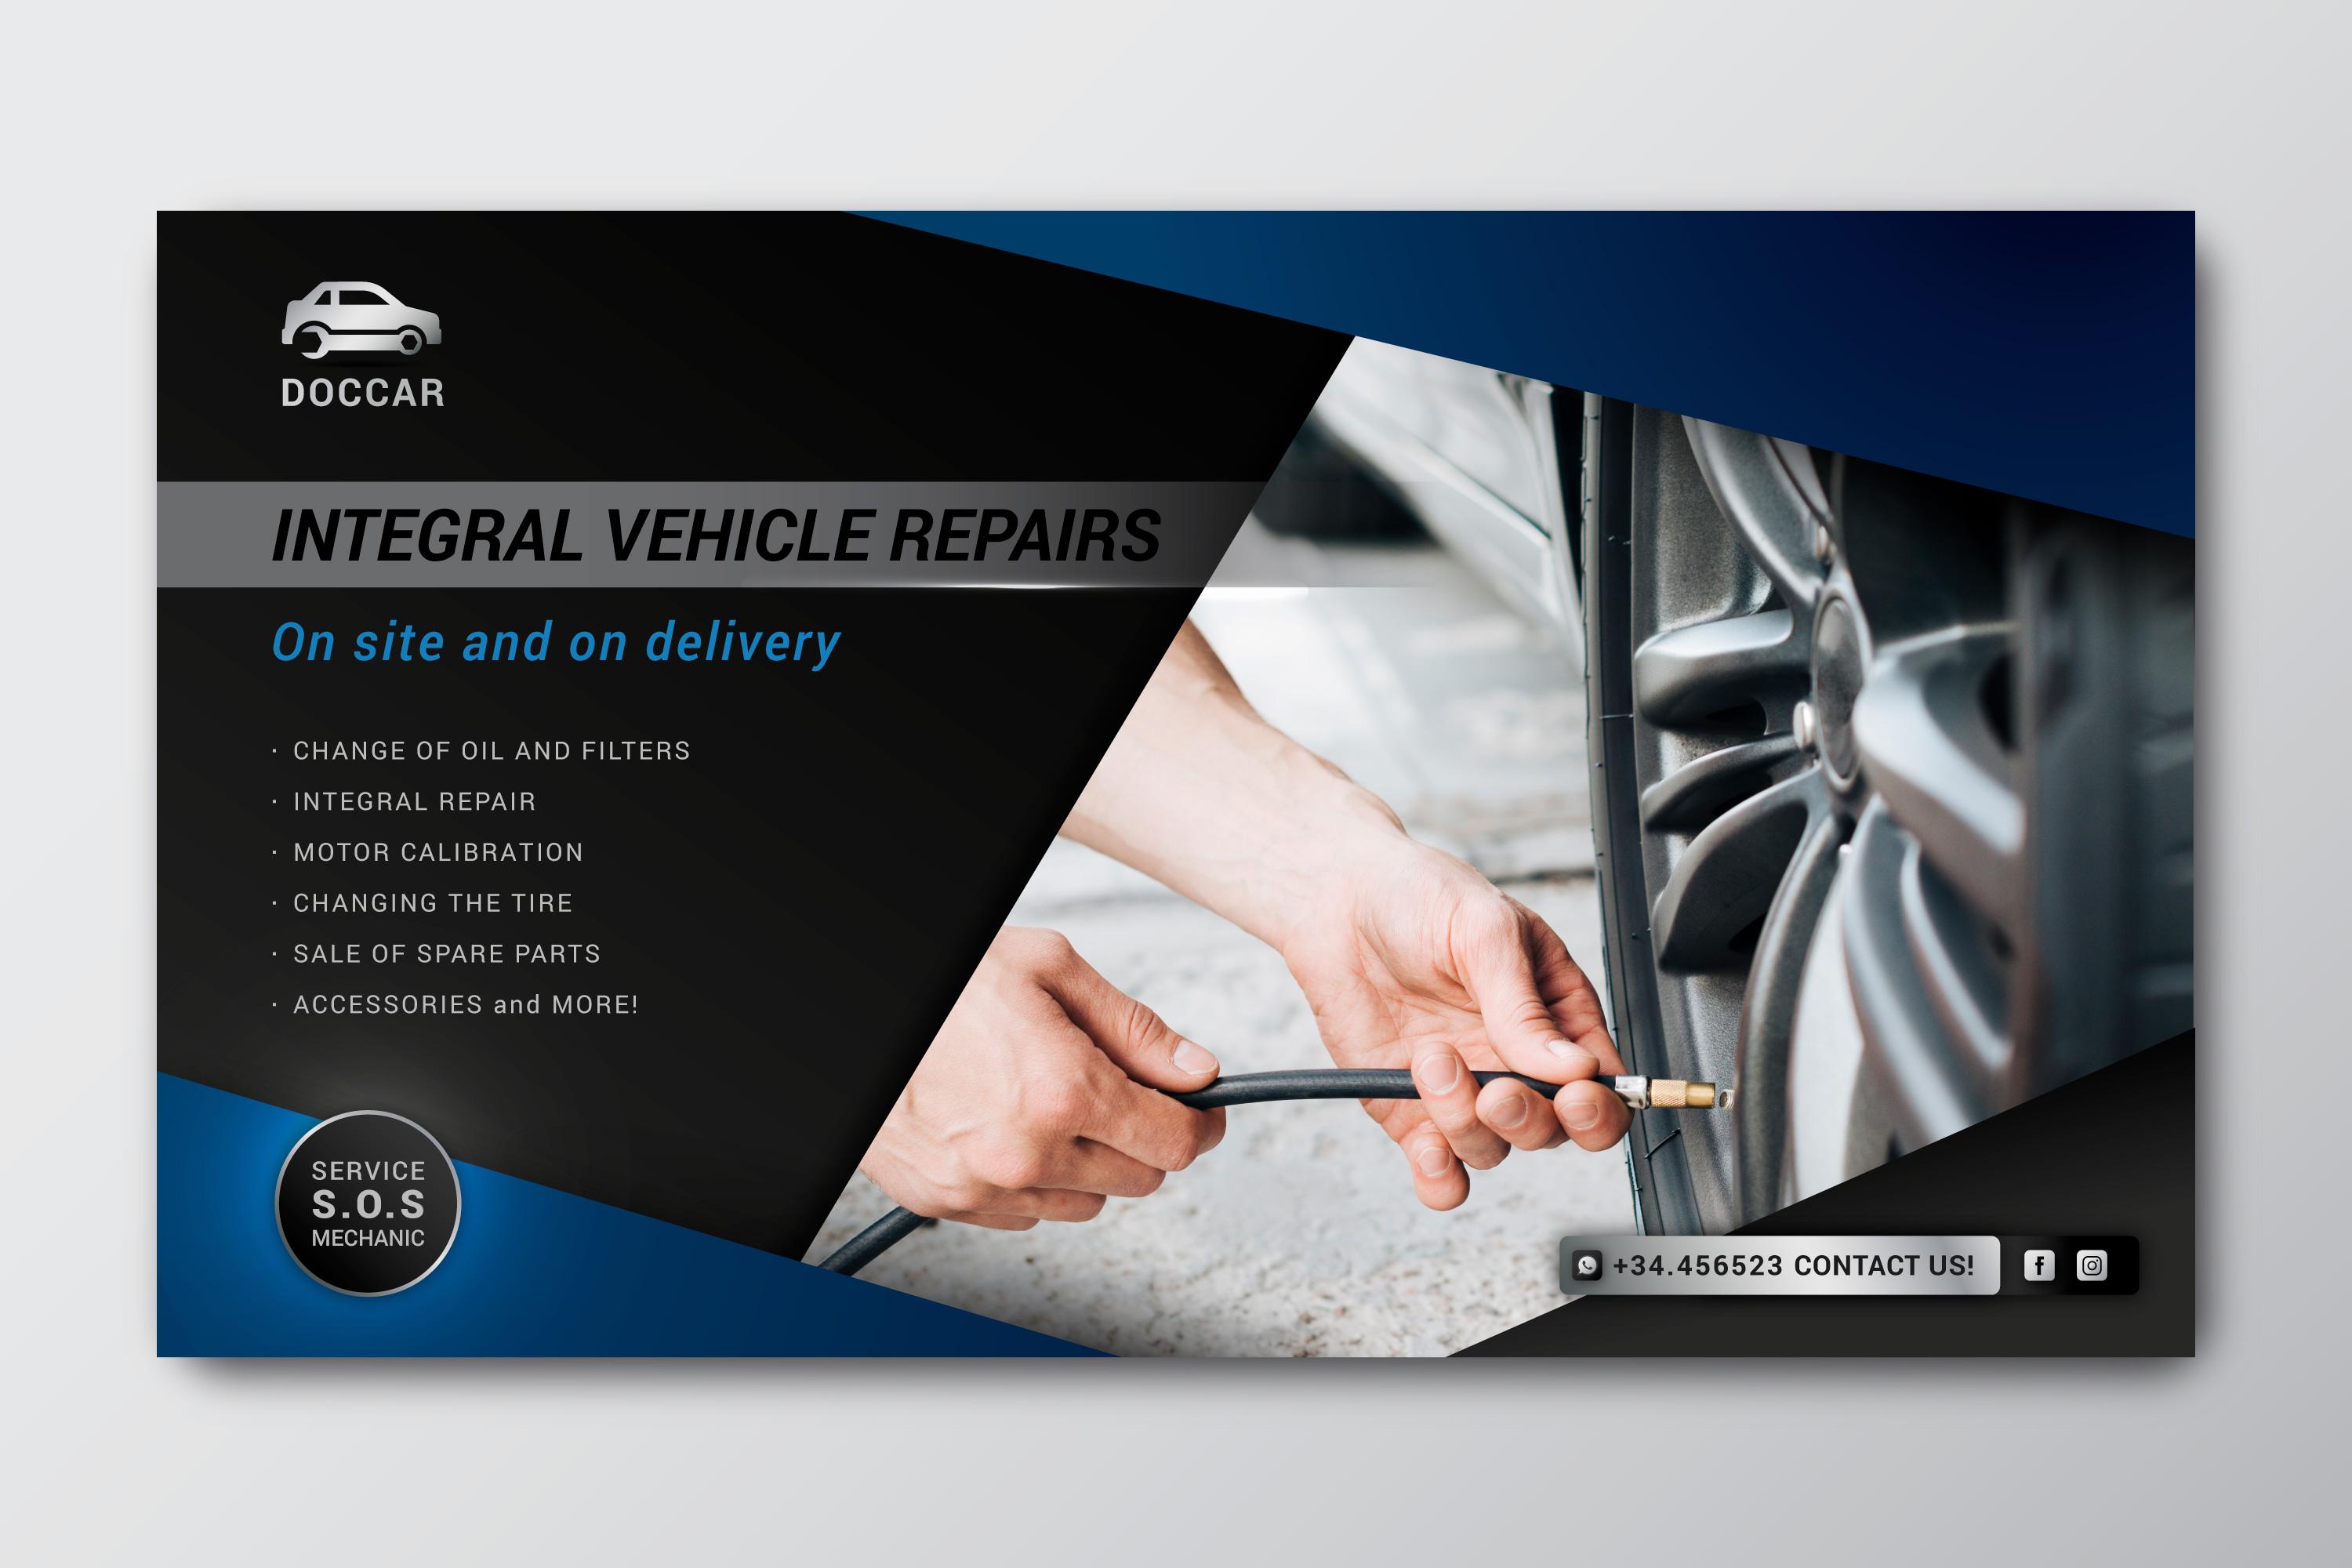 DOCCAR
INTEGRAL VEHICLE REPAIRS
On site and on delivery
· CHANGE OF OIL AND FILTERS
· INTEGRAL REPAIR
· MOTOR CALIBRATION
· CHANGING THE TIRE
· SALE OF SPARE PARTS
· ACCESSORIES and MORE!
SERVICE
S.O.S
MECHANIC
+34.456523 CONTACT US!